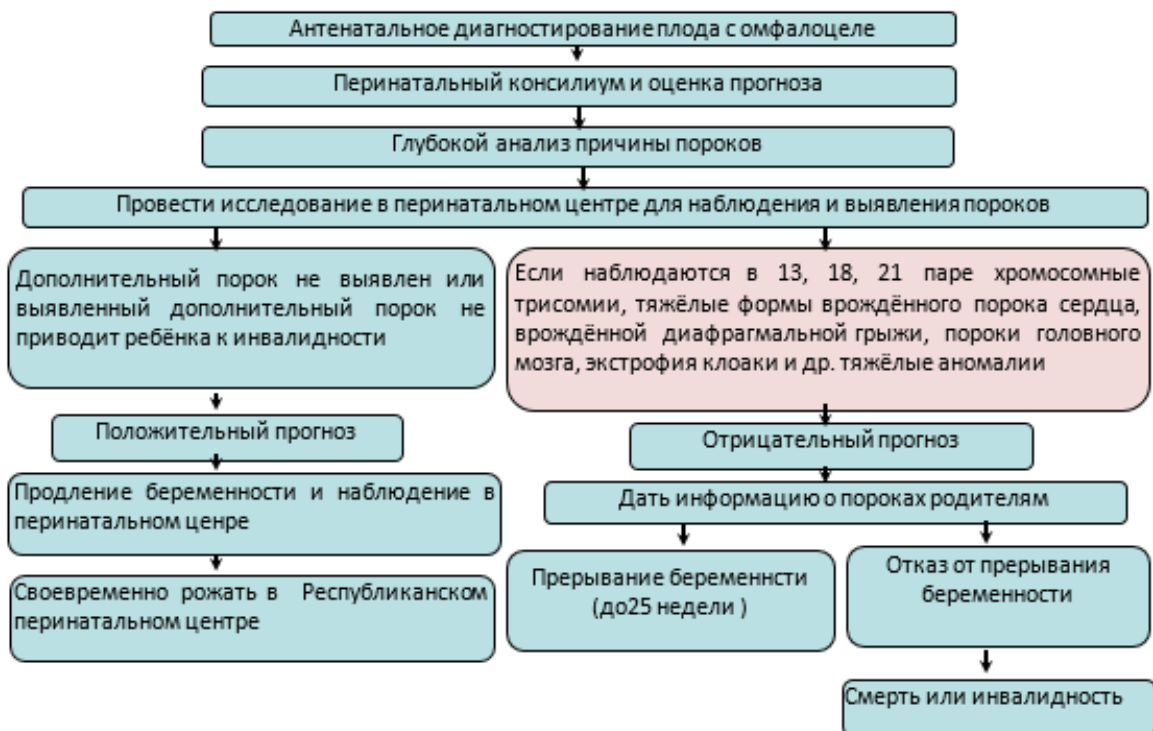 Антенатальное диагностирование плода с омфалоцеле
Перинатальный консилиум и оценка прогноза
Глубокой анализ причины пороков
Провести исследование в перинатальном центре для наблюдения и выявления пороков
Дополнительный порок не выявлен или
выявленный дополнительный порок не
приводит ребёнка к инвалидности
Если наблюдаются в 13, 18, 21 паре хромосомные
трисомии, тяжёлые формы врождённого порока сердца,
врождённой диафрагмальной грыжи, пороки головного
мозга, экстрофия клоаки и др. тяжёлые аномалии
Положительный прогноз
Отрицательный прогноз
Продление беременности и наблюдение в
перинатальном ценре
Дать информацию о пороках родителям
Своевременно рожать в Республиканском
перинатальном центре
Прерывание беременнсти
(до25 недели )
Отказ от прерывания
беременности
Смерть или инвалидность